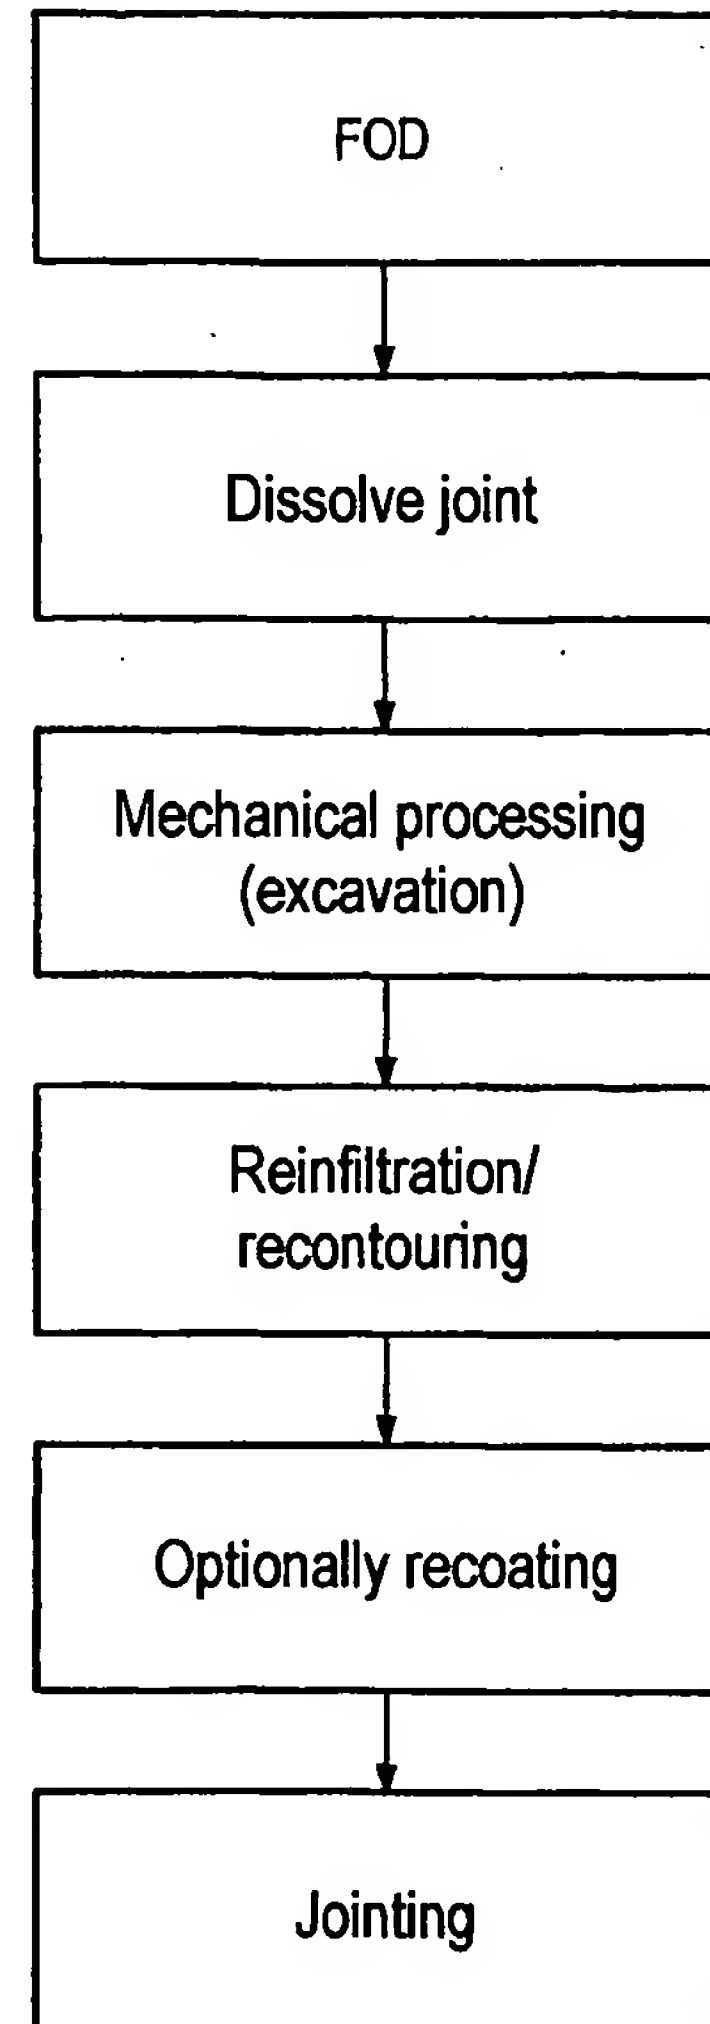 FOD
Dissolve joint
Mechanical processing
(excavation)
Reinfiltration/
recontouring
Optionally recoating
Jointing